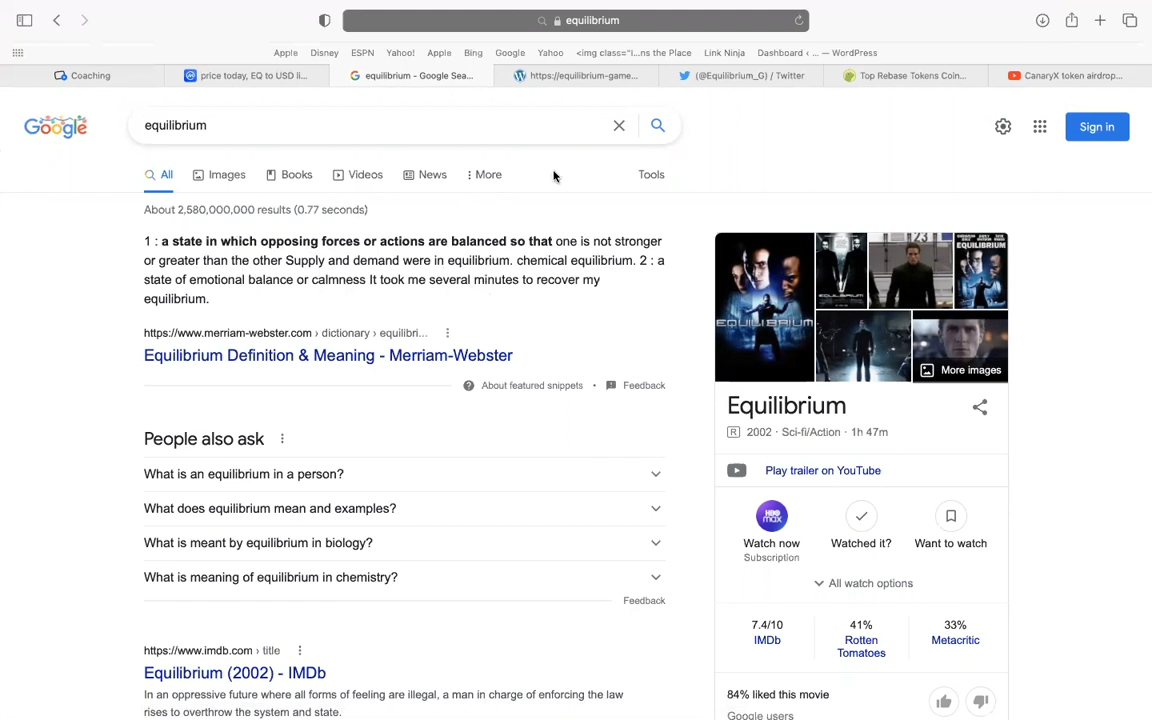 equilibrium
Apple Disney ESPN Yahoo! Apple Bing Google Yahoo <img class="i...ns the Place Link Ninja Dashboard ‹ ... — WordPress
Coaching
price today, EQ to USD li...
equilibrium - Google Sea...
https://equilibrium-game...
(@Equilibrium_G) / Twitter
Top Rebase Tokens Coin...
CanaryX token airdrop...
Google
equilibrium
Sign in
All Images Books Videos News More Tools
About 2,580,000,000 results (0.77 seconds)
1 : a state in which opposing forces or actions are balanced so that one is not stronger
or greater than the other Supply and demand were in equilibrium. chemical equilibrium. 2 : a
state of emotional balance or calmness It took me several minutes to recover my
equilibrium.
https://www.merriam-webster.com › dictionary › equilibri...
Equilibrium Definition & Meaning - Merriam-Webster
About featured snippets • Feedback
People also ask
What is an equilibrium in a person?
What does equilibrium mean and examples?
What is meant by equilibrium in biology?
What is meaning of equilibrium in chemistry?
Feedback
https://www.imdb.com › title
Equilibrium (2002) - IMDb
In an oppressive future where all forms of feeling are illegal, a man in charge of enforcing the law
rises to overthrow the system and state.
EQUILIBRIUM
EQUILIBRIUM
More images
Equilibrium
R 2002 · Sci-fi/Action · 1h 47m
Play trailer on YouTube
HBO max
Watch now Watched it? Want to watch
Subscription
All watch options
7.4/10 41% 33%
IMDb Rotten Metacritic
Tomatoes
84% liked this movie
Google users